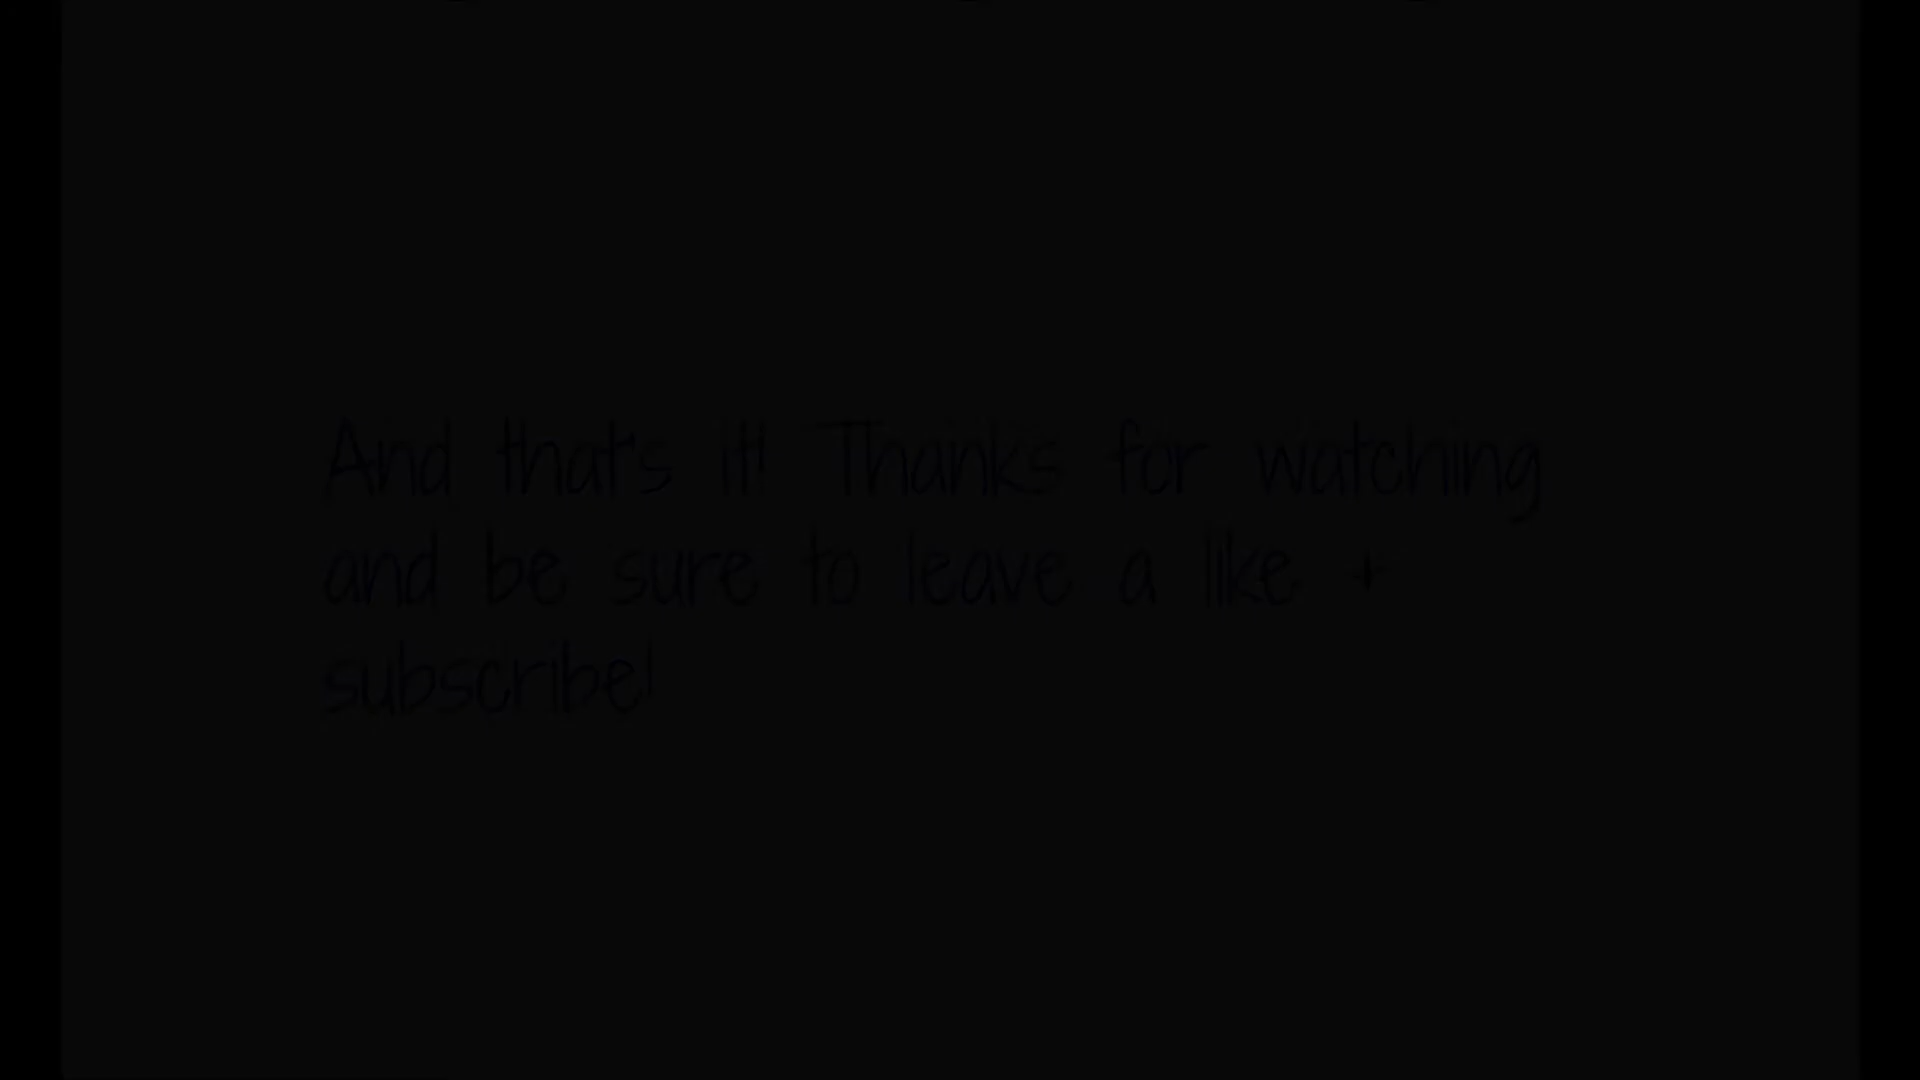 And that's it! Thanks for watching
and be sure to leave a like +
subscribe!